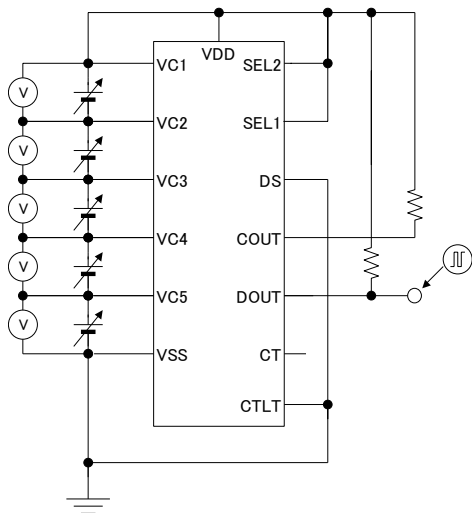 VDD
VC1
SEL2
V
VC2
SEL1
V
VC3
DS
V
VC4
COUT
V
VC5
DOUT
V
VSS
CT
CTLT